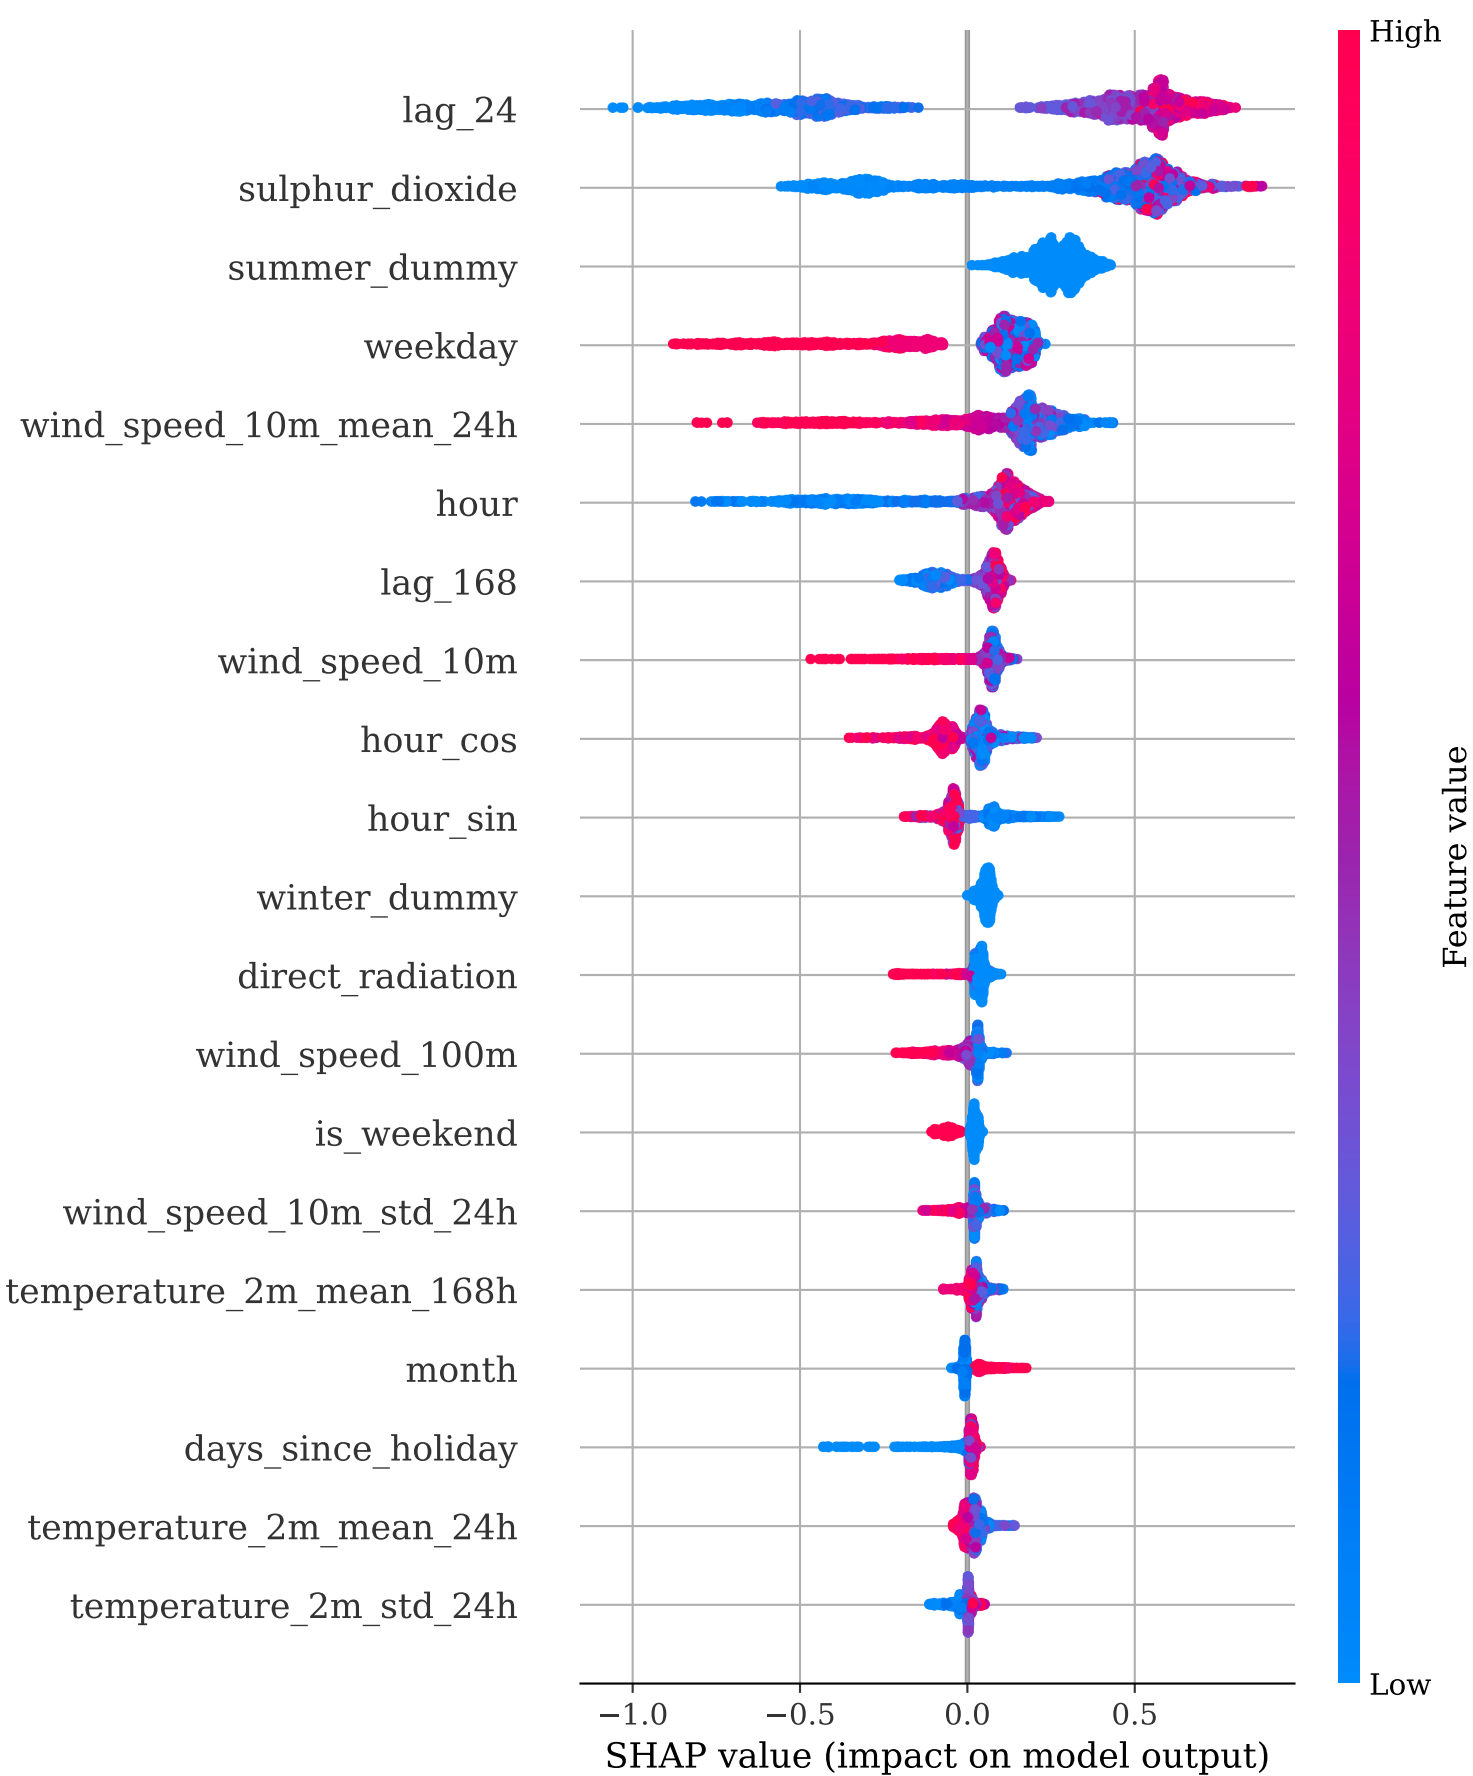 High
lag_24
sulphur_dioxide
summer_dummy
weekday
wind_speed_10m_mean_24h
hour
lag_168
wind_speed_10m
hour_cos
hour_sin
winter_dummy
direct_radiation
wind_speed_100m
is_weekend
wind_speed_10m_std_24h
temperature_2m_mean_168h
month
days_since_holiday
temperature_2m_mean_24h
temperature_2m_std_24h
Feature value
Low
−1.0 −0.5 0.0 0.5
SHAP value (impact on model output)